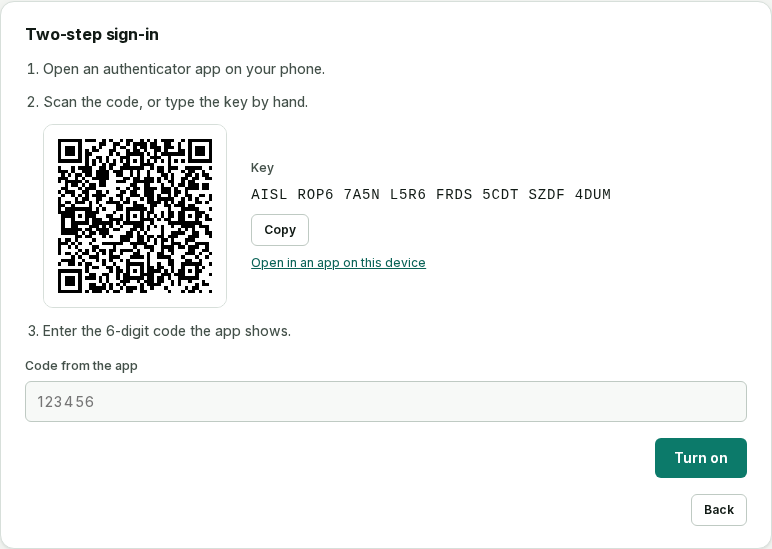 Two-step sign-in
1. Open an authenticator app on your phone.
2. Scan the code, or type the key by hand.
Key
AISL ROP6 7A5N L5R6 FRDS 5CDT SZDF 4DUM
Copy
Open in an app on this device
3. Enter the 6-digit code the app shows.
Code from the app
123456
Turn on
Back